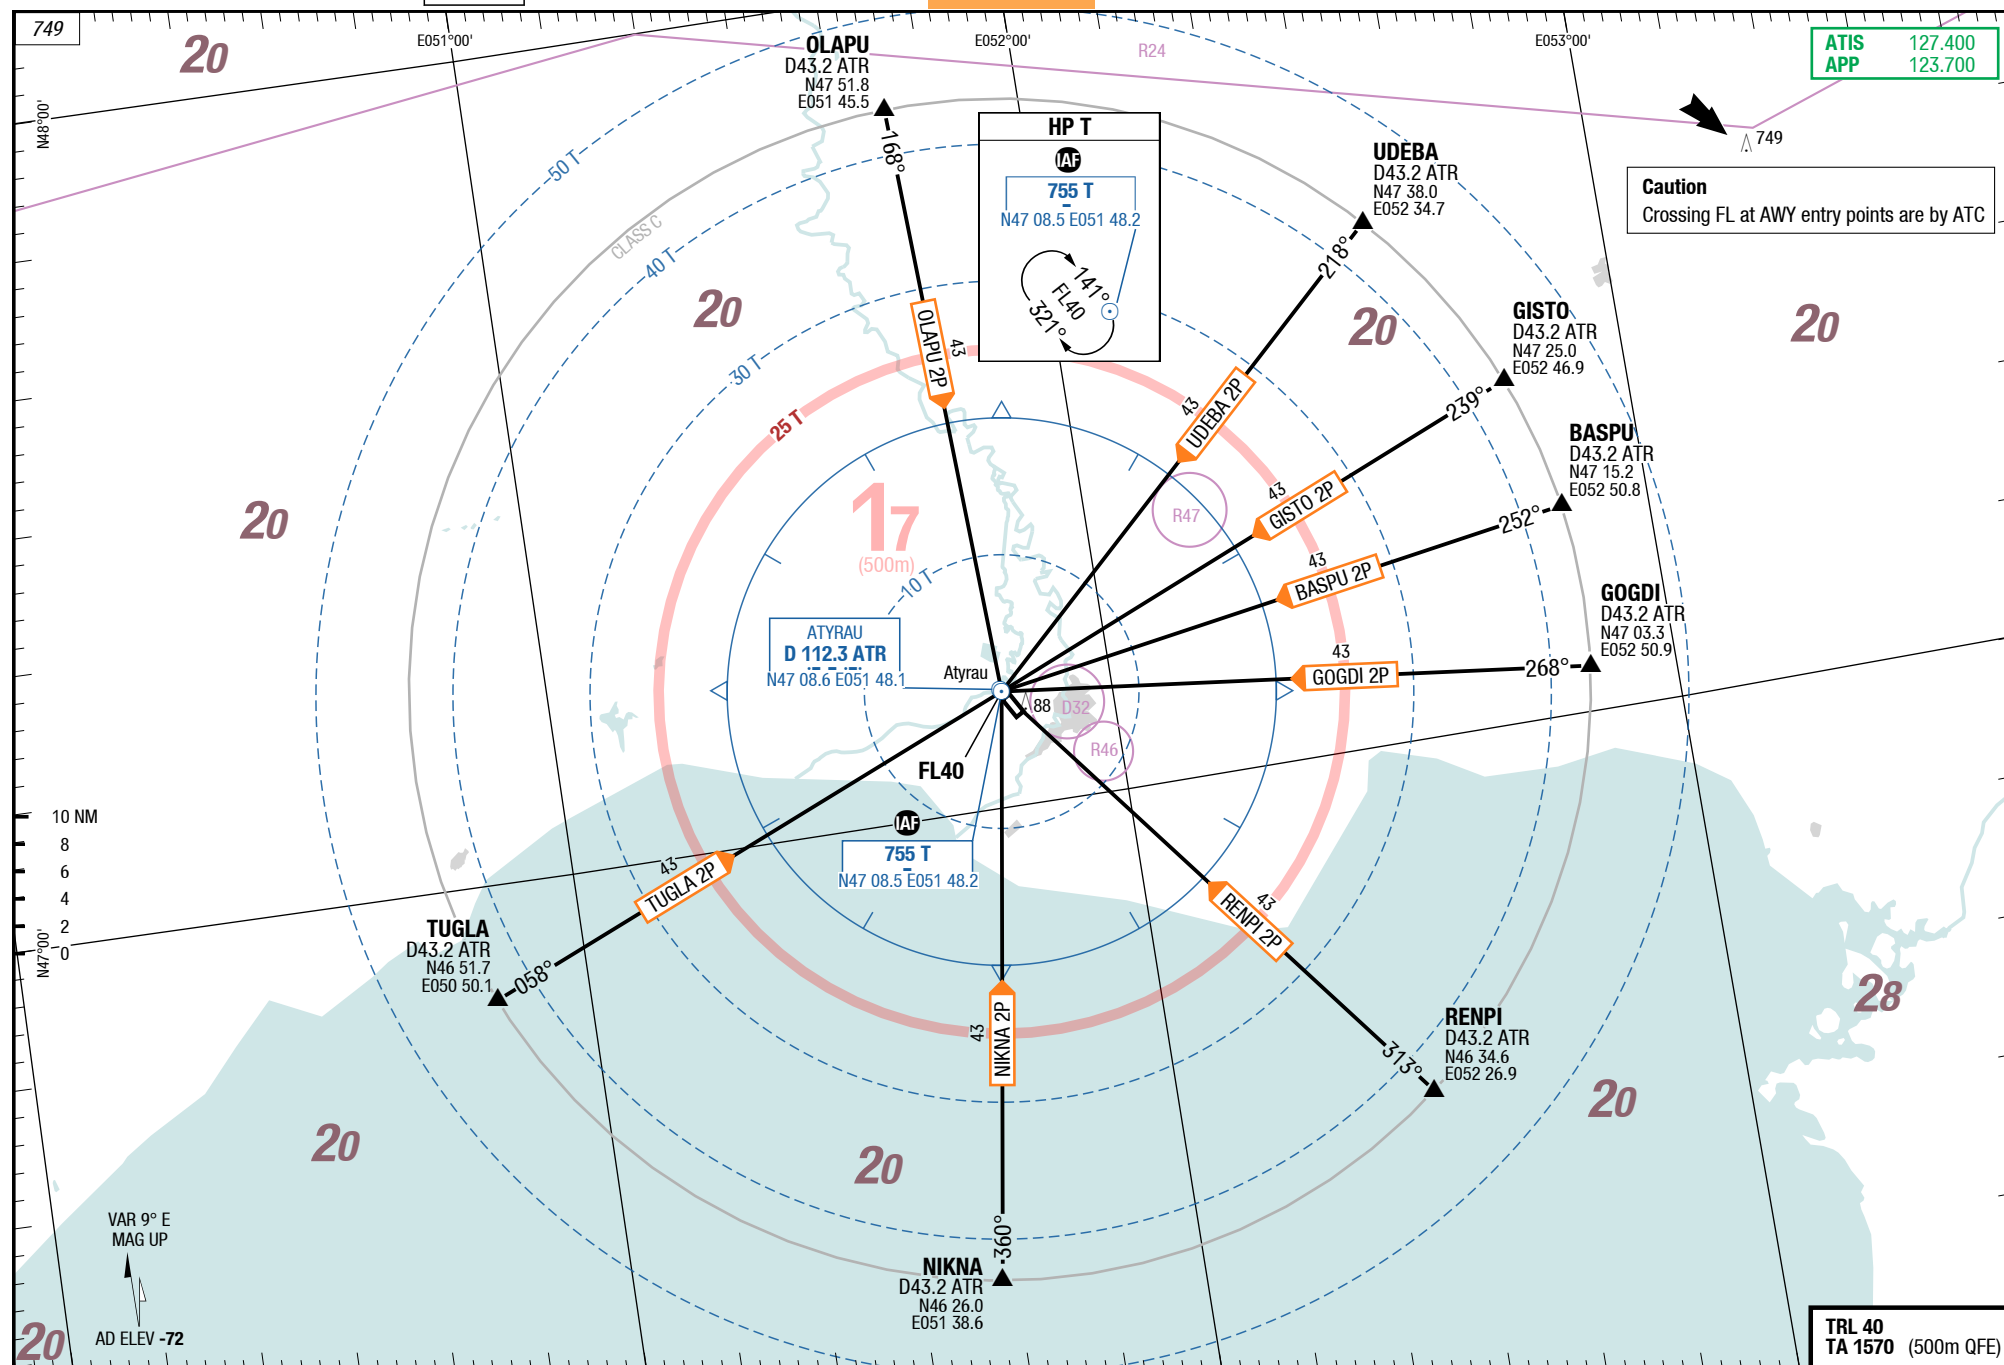 749
20
E051°00'
OLAPU
D43.2 ATR
N47 51.8
E051 45.5
E052°00'
R24
E053°00'
ATIS 127.400
APP 123.700
N48°00'
168°
749
HP T
IAF
755 T
N47 08.5 E051 48.2
141°
FL40
321°
UDEBA
D43.2 ATR
N47 38.0
E052 34.7
218°
Caution
Crossing FL at AWY entry points are by ATC
50 T
CLASS C
40 T
30 T
25 T
10 T
20
20
20
GISTO
D43.2 ATR
N47 25.0
E052 46.9
239°
OLAPU 2P
43
UDEBA 2P
43
BASPU
D43.2 ATR
N47 15.2
E052 50.8
252°
20
17
(500m)
R47
GISTO 2P
43
BASPU 2P
43
GOGDI
D43.2 ATR
N47 03.3
E052 50.9
268°
GOGDI 2P
43
ATYRAU
D 112.3 ATR
N47 08.6 E051 48.1
Atyrau
88
D32
R46
FL40
IAF
755 T
N47 08.5 E051 48.2
10 NM
8
6
4
2
0
N47°00'
TUGLA 2P
43
TUGLA
D43.2 ATR
N46 51.7
E050 50.1
058°
RENPI 2P
43
NIKNA 2P
43
28
RENPI
D43.2 ATR
N46 34.6
E052 26.9
313°
20
20
20
360°
NIKNA
D43.2 ATR
N46 26.0
E051 38.6
VAR 9° E
MAG UP
AD ELEV -72
20
TRL 40
TA 1570 (500m QFE)